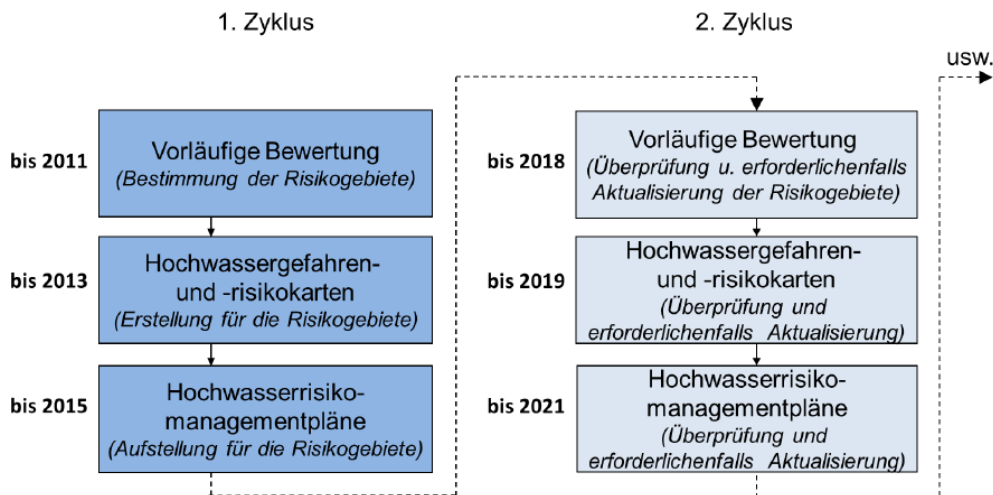 1. Zyklus
bis 2011
Vorläufige Bewertung
(Bestimmung der Risikogebiete)
bis 2013
Hochwassergefahren-
und -risikokarten
(Erstellung für die Risikogebiete)
bis 2015
Hochwasserrisiko-
managementpläne
(Aufstellung für die Risikogebiete)
2. Zyklus
usw.
bis 2018
Vorläufige Bewertung
(Überprüfung u. erforderlichenfalls
Aktualisierung der Risikogebiete)
bis 2019
Hochwassergefahren-
und -risikokarten
(Überprüfung und
erforderlichenfalls Aktualisierung)
bis 2021
Hochwasserrisiko-
managementpläne
(Überprüfung und
erforderlichenfalls Aktualisierung)